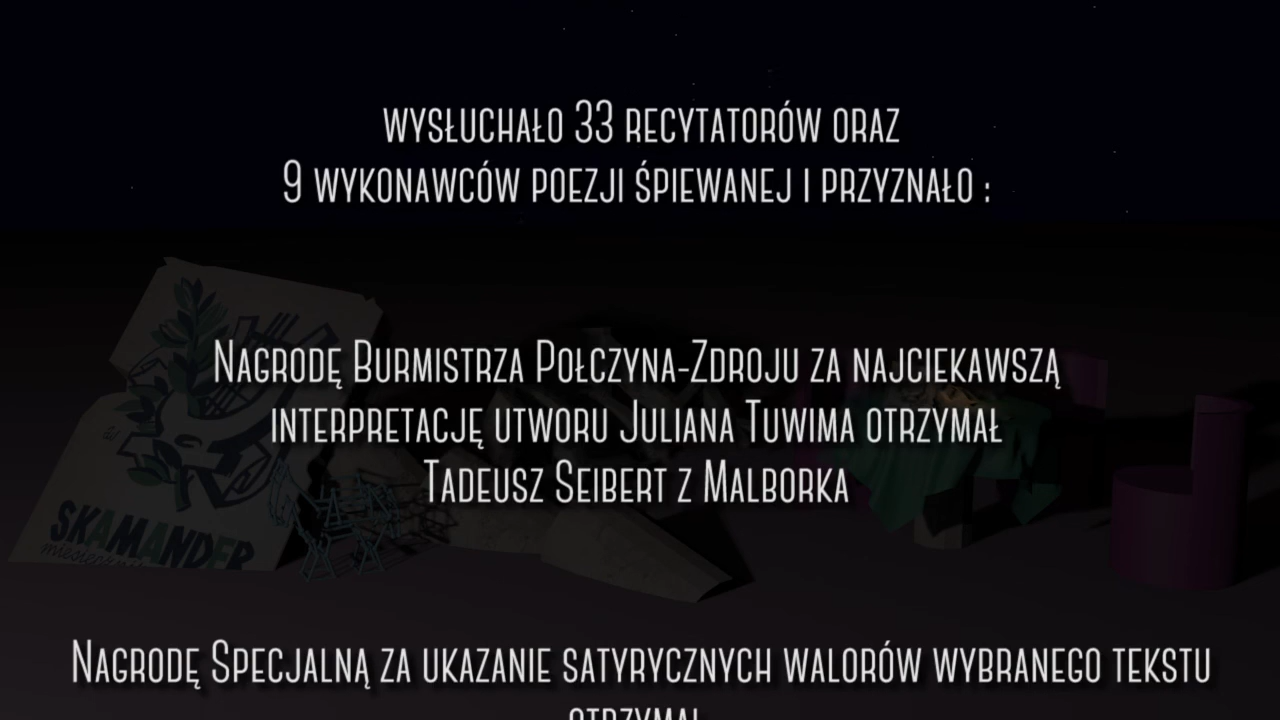 wysłuchało 33 recytatorów oraz
9 wykonawców poezji śpiewanej i przyznało :
Nagrodę Burmistrza Połczyna-Zdroju za najciekawszą
interpretację utworu Juliana Tuwima otrzymał
Tadeusz Seibert z Malborka
SKAMANDER
Nagrodę Specjalną za ukazanie satyrycznych walorów wybranego tekstu
otrzymał